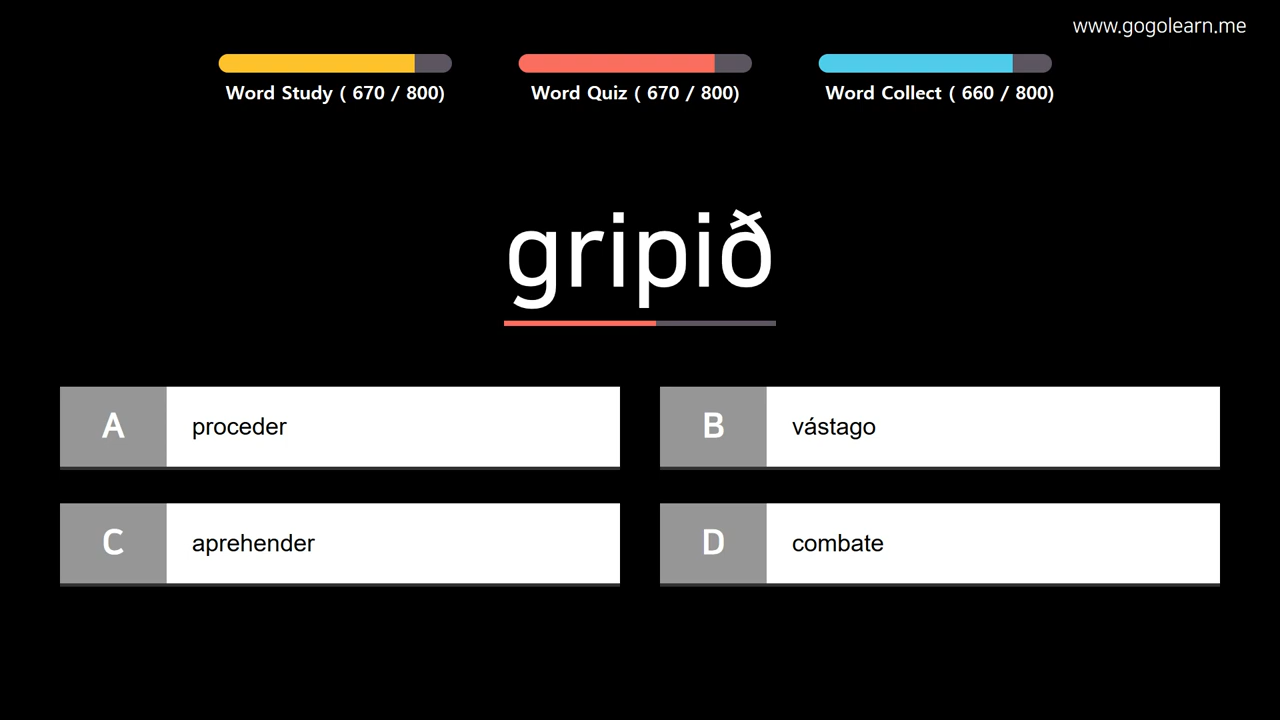 www.gogolearn.me
Word Study ( 670 / 800)
Word Quiz ( 670 / 800)
Word Collect ( 660 / 800)
gripið
A proceder
B vástago
C aprehender
D combate